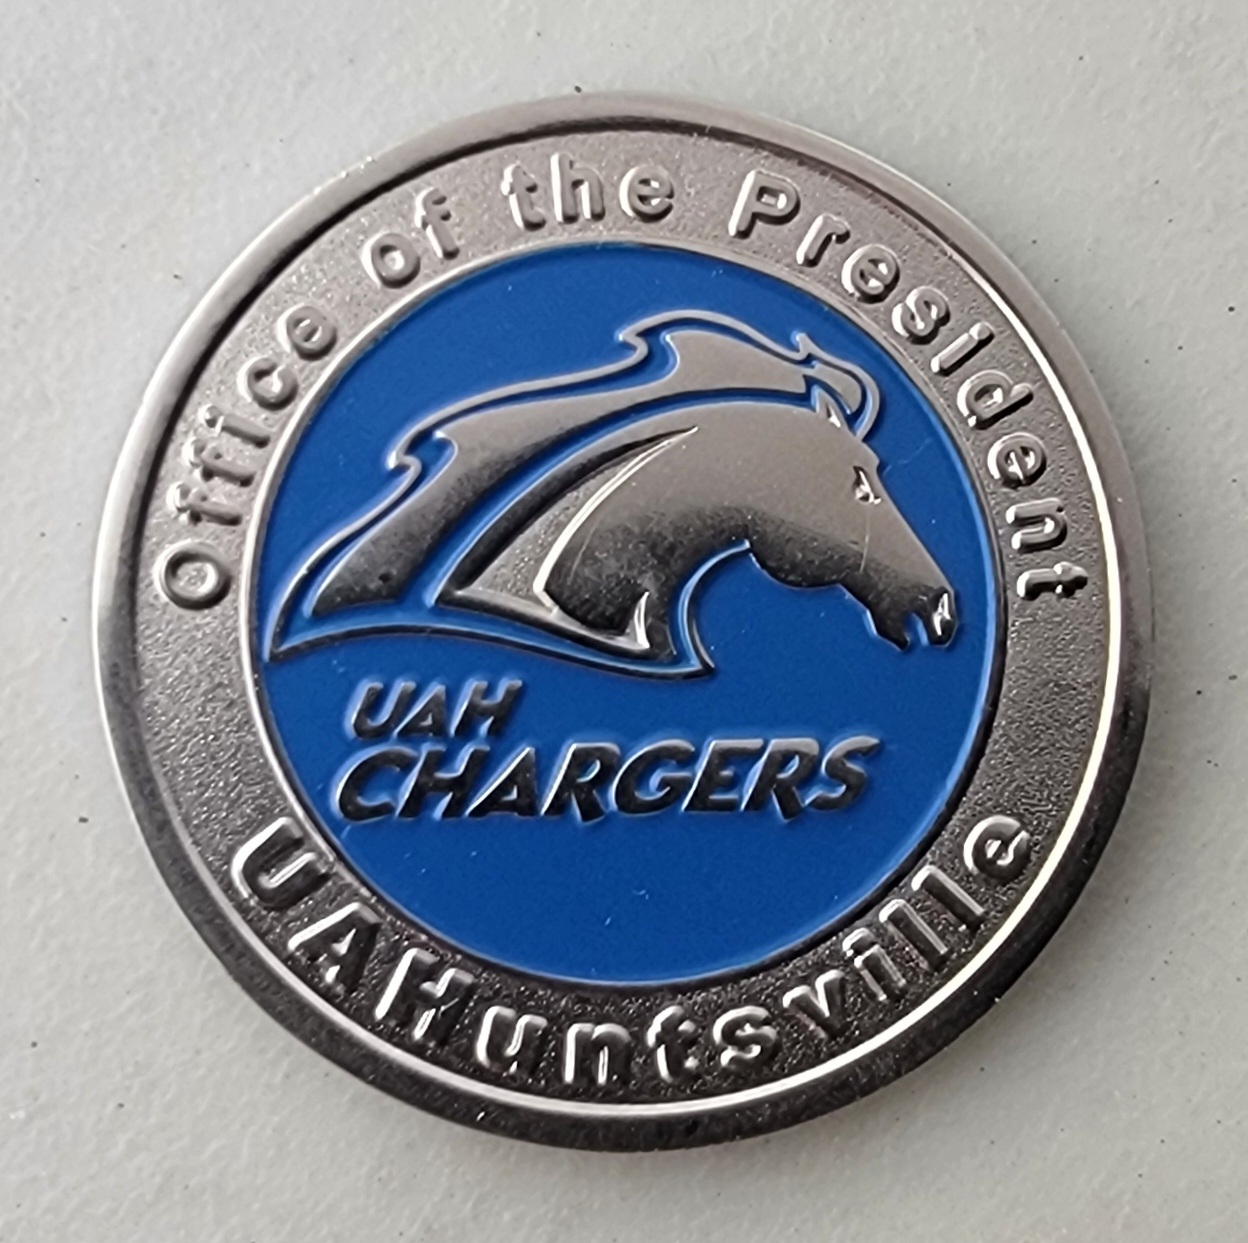 Office of the President
UAH
CHARGERS
UAHuntsville